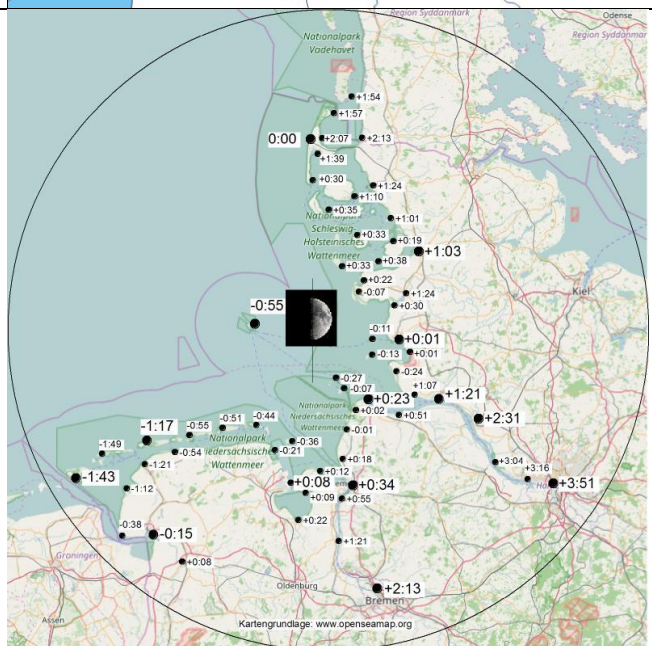 Region Syddanmark
Odense
Region Syddanmar
Nationalpark
Vadehavet
+1:54
+1:57
0:00
+2:07
+2:13
+1:39
+0:30
+1:24
+1:10
+0:35
+1:01
Nationalpark
Schleswig-
Holsteinisches
Wattenmeer
+0:33
+0:19
+1:03
+0:38
+0:33
+0:22
-0:07
+1:24
+0:30
Kiel
-0:55
-0:11
+0:01
+0:01
-0:13
-0:24
-0:27
-0:07
+1:07
+0:23
+1:21
Nationalpark
Niedersächsisches
Wattenmeer
+0:02
+0:51
+2:31
-0:44
-0:51
-0:55
-1:17
-0:01
Nationalpark
Niedersächsisches
Wattenmeer
-0:36
-0:21
-0:54
-1:49
-1:21
-1:43
+0:18
+0:12
+3:04
+3:16
+3:51
-1:12
+0:08
+0:34
+0:09
+0:55
+0:22
-0:38
-0:15
+1:21
Groningen
+0:08
Oldenburg
+2:13
Bremen
Assen
Kartengrundlage: www.openseamap.org